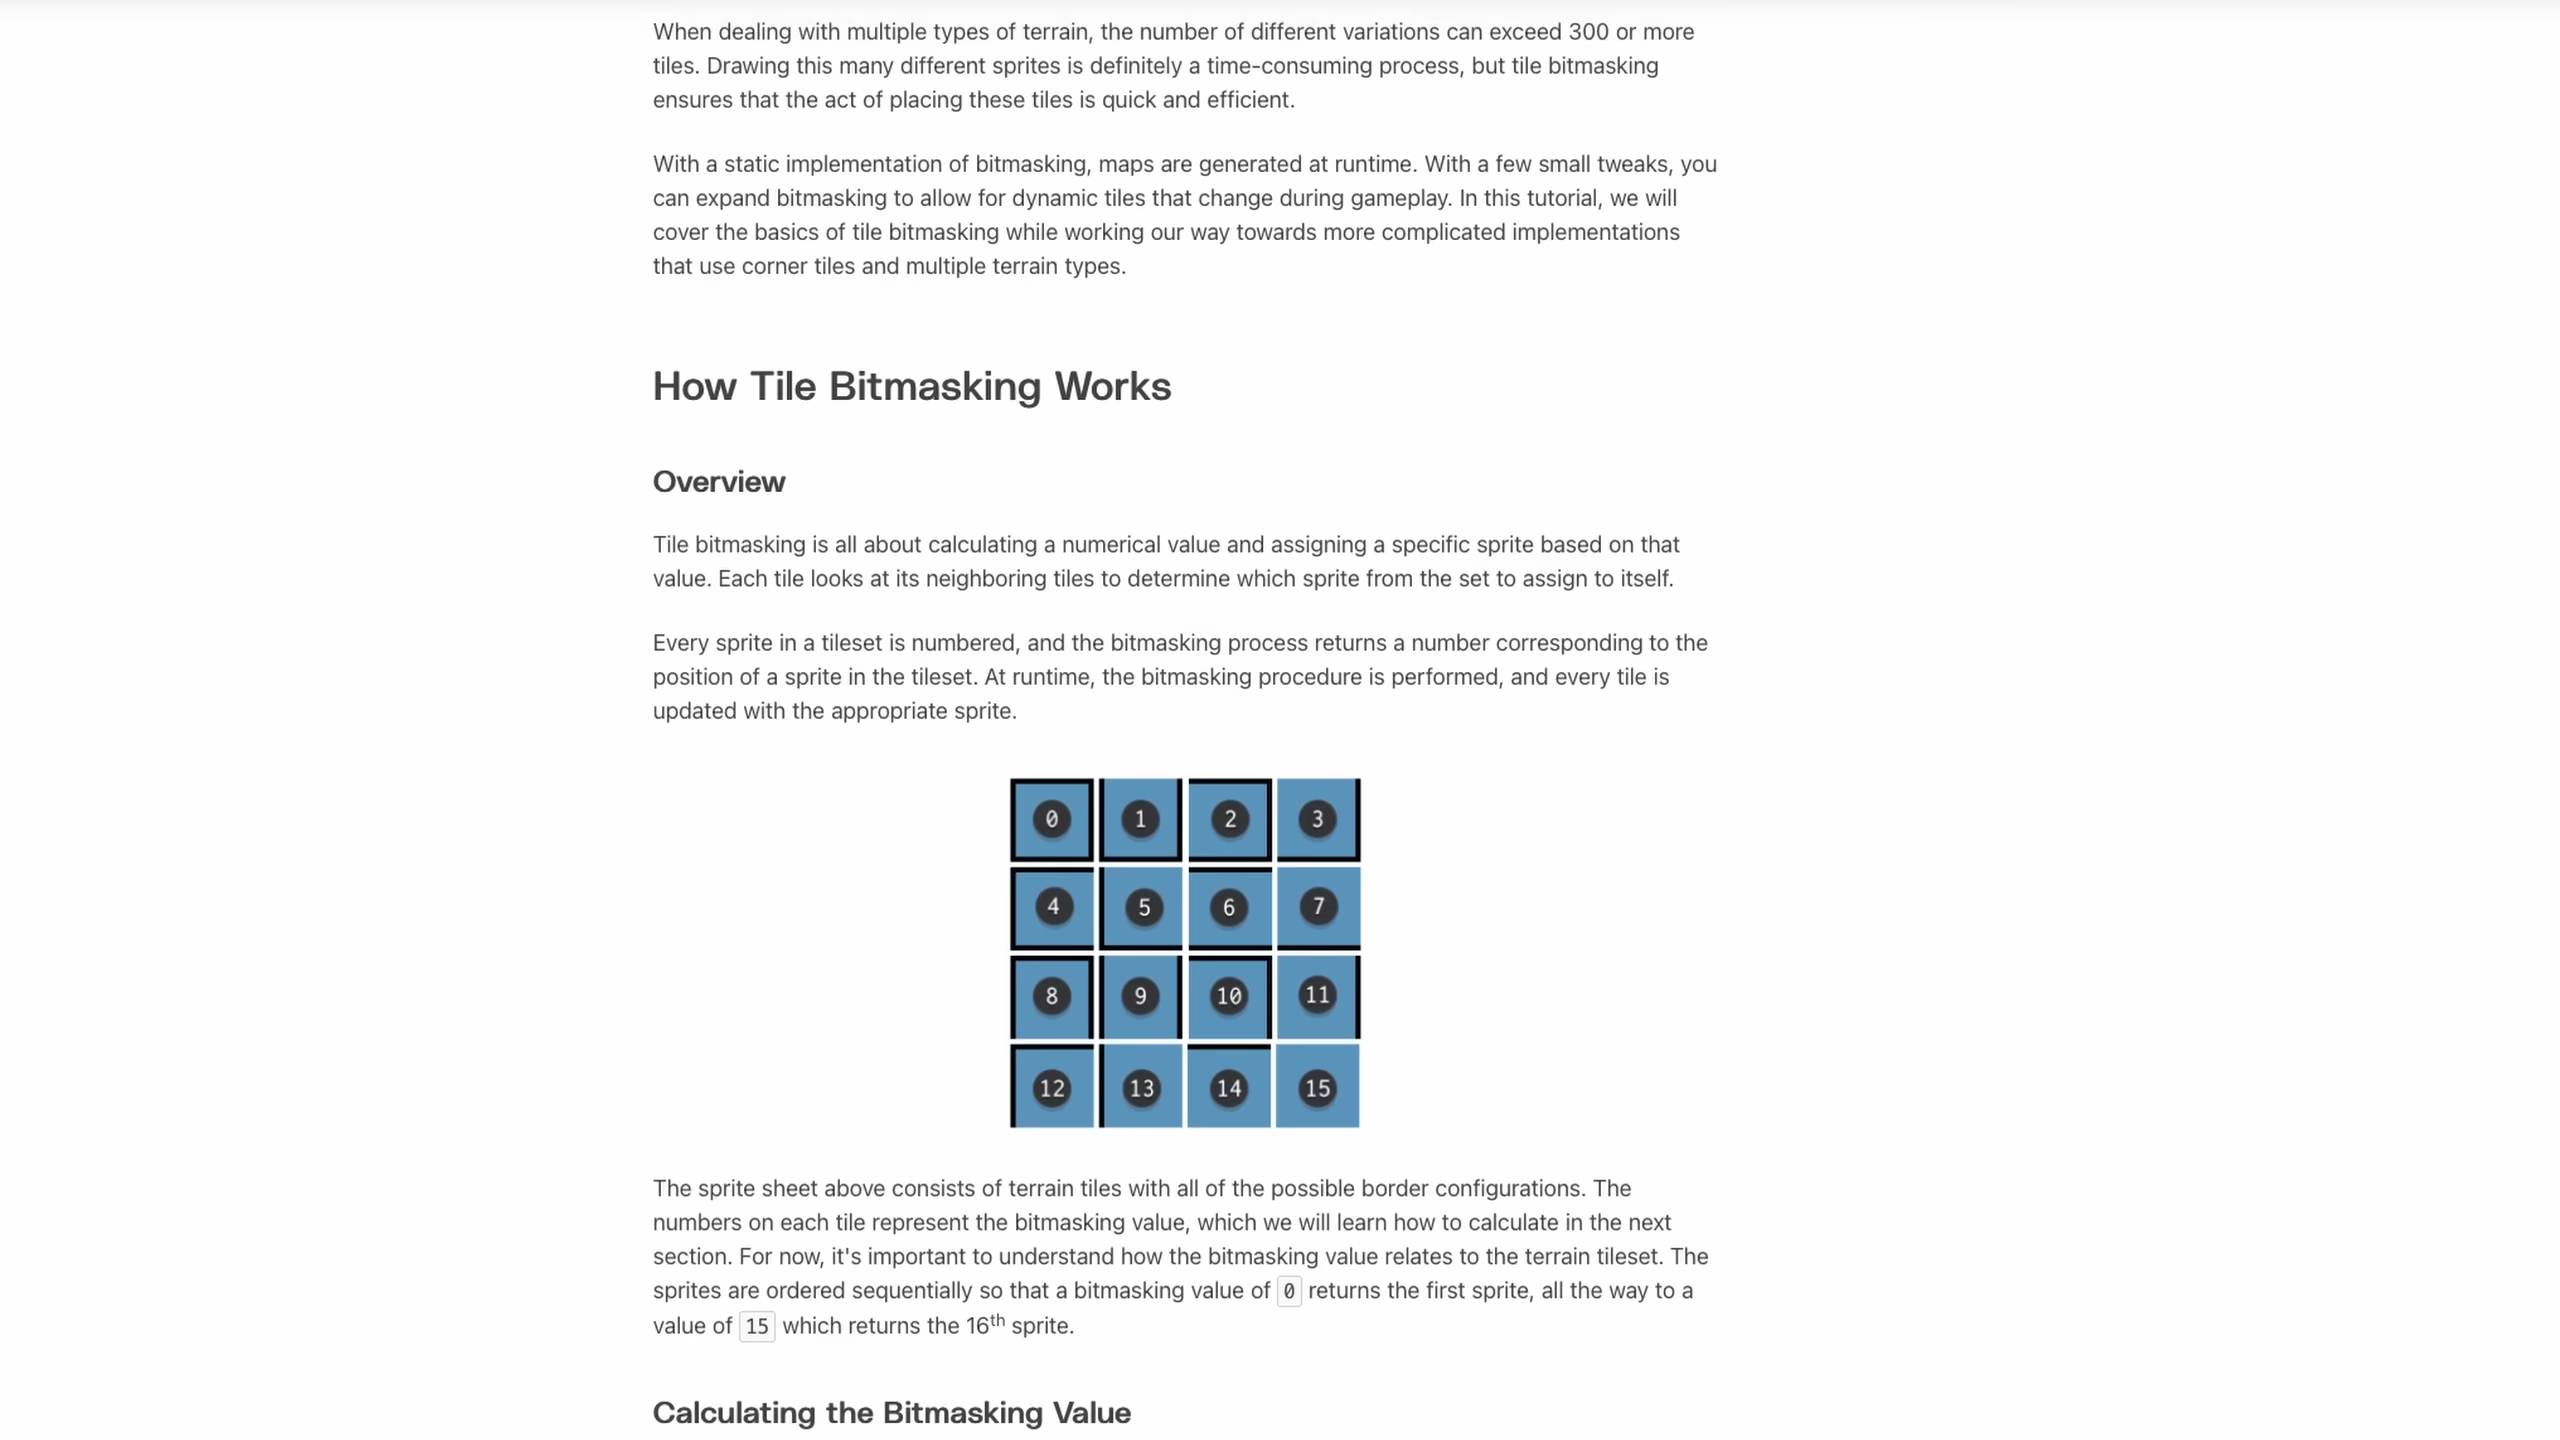 When dealing with multiple types of terrain, the number of different variations can exceed 300 or more
tiles. Drawing this many different sprites is definitely a time-consuming process, but tile bitmasking
ensures that the act of placing these tiles is quick and efficient.
With a static implementation of bitmasking, maps are generated at runtime. With a few small tweaks, you
can expand bitmasking to allow for dynamic tiles that change during gameplay. In this tutorial, we will
cover the basics of tile bitmasking while working our way towards more complicated implementations
that use corner tiles and multiple terrain types.
How Tile Bitmasking Works
Overview
Tile bitmasking is all about calculating a numerical value and assigning a specific sprite based on that
value. Each tile looks at its neighboring tiles to determine which sprite from the set to assign to itself.
Every sprite in a tileset is numbered, and the bitmasking process returns a number corresponding to the
position of a sprite in the tileset. At runtime, the bitmasking procedure is performed, and every tile is
updated with the appropriate sprite.
0 1 2 3
4 5 6 7
8 9 10 11
12 13 14 15
The sprite sheet above consists of terrain tiles with all of the possible border configurations. The
numbers on each tile represent the bitmasking value, which we will learn how to calculate in the next
section. For now, it's important to understand how the bitmasking value relates to the terrain tileset. The
sprites are ordered sequentially so that a bitmasking value of 0 returns the first sprite, all the way to a
value of 15 which returns the 16th sprite.
Calculating the Bitmasking Value